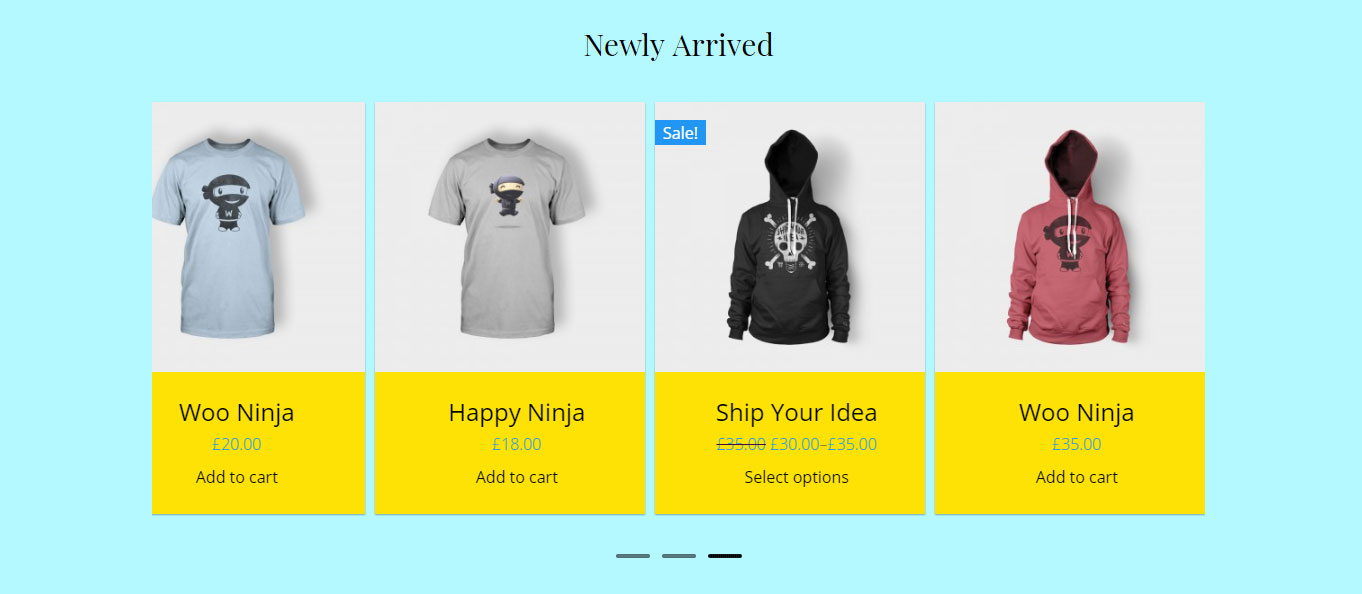 Newly Arrived
Sale!
W
Woo Ninja
£20.00
Add to cart
Happy Ninja
£18.00
Add to cart
Ship Your Idea
£35.00 £30.00–£35.00
Select options
Woo Ninja
£35.00
Add to cart